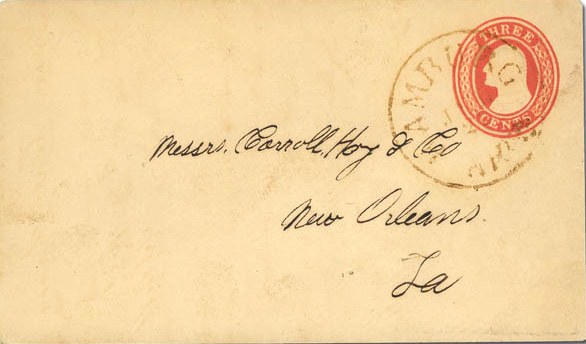 THREE
CENTS
Messrs. Carroll, Hoy & Co
New Orleans.
La